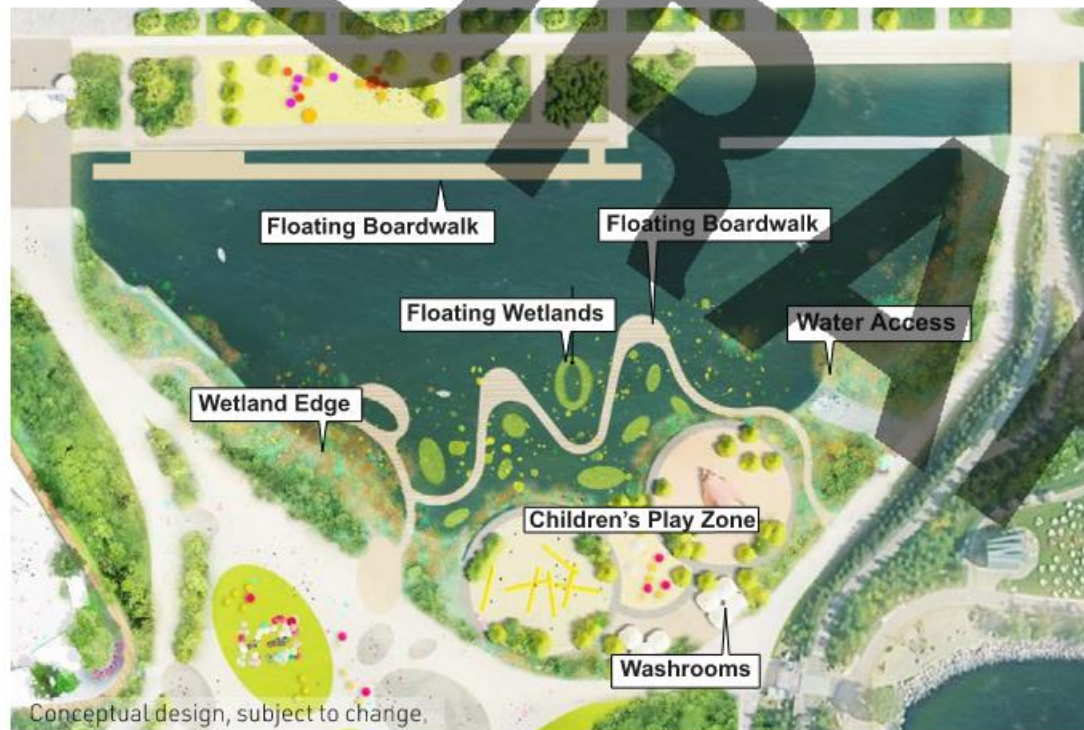 DRA
Floating Boardwalk
Floating Boardwalk
Floating Wetlands
Water Access
Wetland Edge
Children's Play Zone
Washrooms
Conceptual design, subject to change.